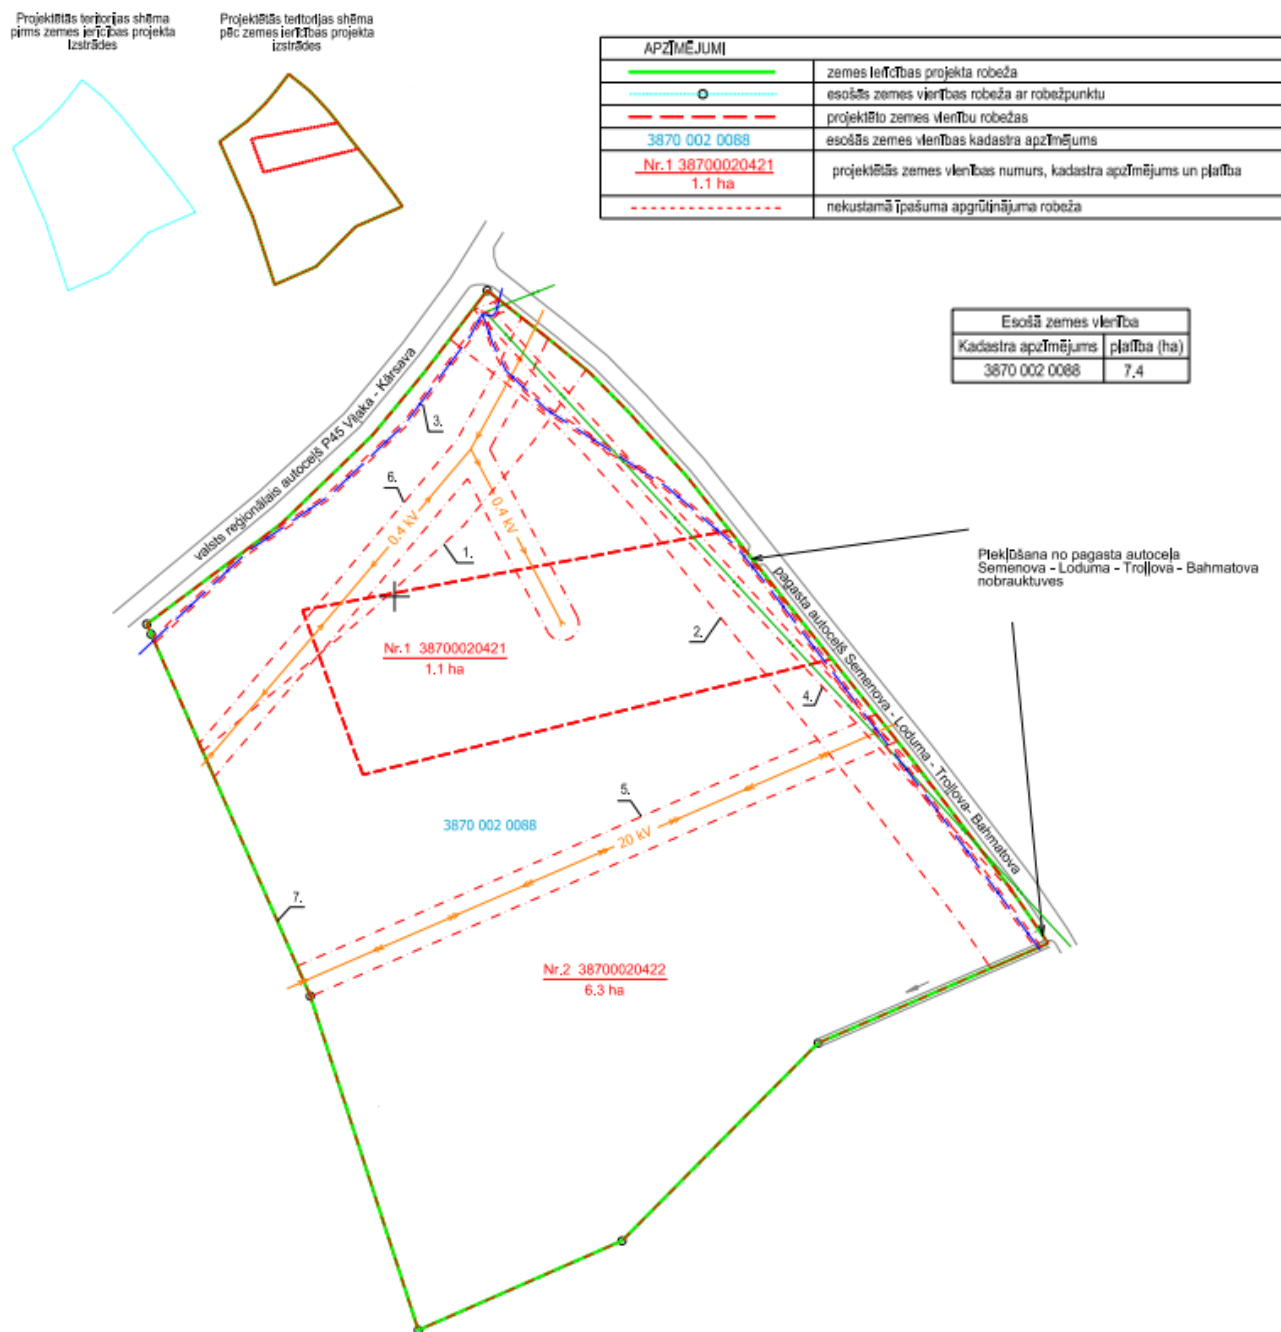 Projektētās teritorijas shēma
pirms zemes ierīcības projekta
izstrādes
Projektētās teritorijas shēma
pēc zemes ierīcības projekta
izstrādes
APZĪMĒJUMI
zemes ierīcības projekta robeža
esošās zemes vienības robeža ar robežpunktu
projektēto zemes vienību robežas
3870 002 0088
esošās zemes vienības kadastra apzīmējums
Nr.1 38700020421
1.1 ha
projektētās zemes vienības numurs, kadastra apzīmējums un platība
nekustamā īpašuma apgrūtinājuma robeža
Esošā zemes vienība
Kadastra apzīmējums platība (ha)
3870 002 0088 7.4
valsts reģionālais autoceļš P45 Viļaka - Kārsava
3.
6.
0.4 kV
0.4 kV
1.
Piekļūšana no pagasta autoceļa
Semenova - Loduma - Troļļova - Bahmatova
nobrauktuves
pagasta autoceļš Semenova - Loduma - Troļļova- Bahmatova
2.
Nr.1 38700020421
1.1 ha
4.
5.
3870 002 0088
20 kV
7.
Nr.2 38700020422
6.3 ha